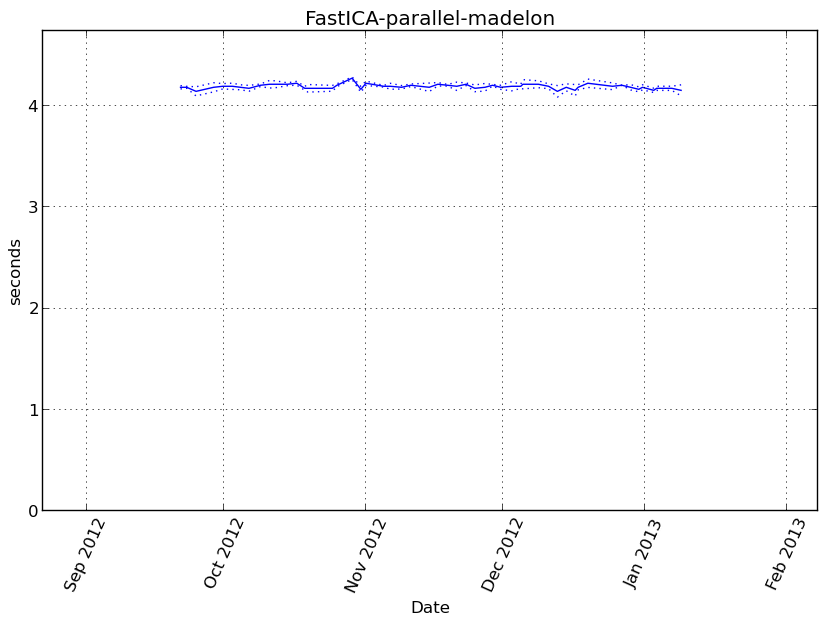 FastICA-parallel-madelon
seconds
4
3
2
1
0
Sep 2012
Oct 2012
Nov 2012
Dec 2012
Jan 2013
Feb 2013
Date